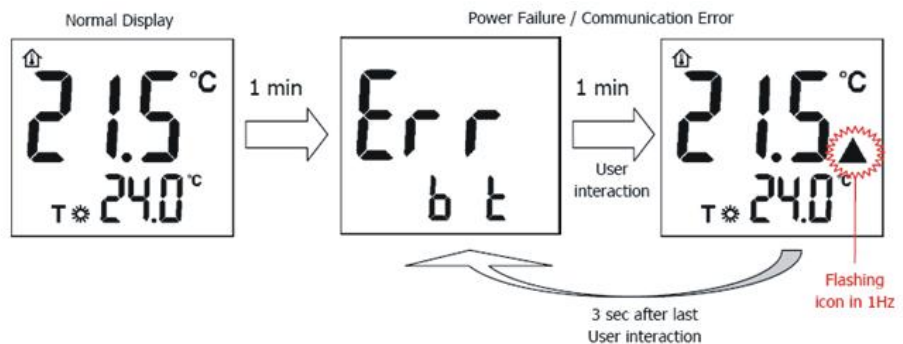 Normal Display
Power Failure / Communication Error
21.5 °C
T 24.0 °C
1 min
Err
bt
1 min
User
interaction
21.5 °C
T 24.0 °C
Flashing
icon in 1Hz
3 sec after last
User interaction